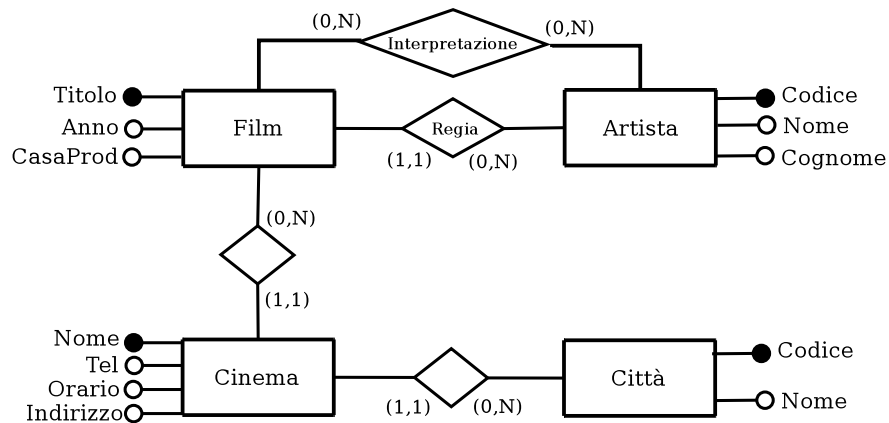 (0,N)
(0,N)
Interpretazione
Titolo
Anno
CasaProd
Film
Regia
(1,1)
(0,N)
Artista
Codice
Nome
Cognome
(0,N)
(1,1)
Nome
Tel
Orario
Indirizzo
Cinema
(1,1)
(0,N)
Città
Codice
Nome